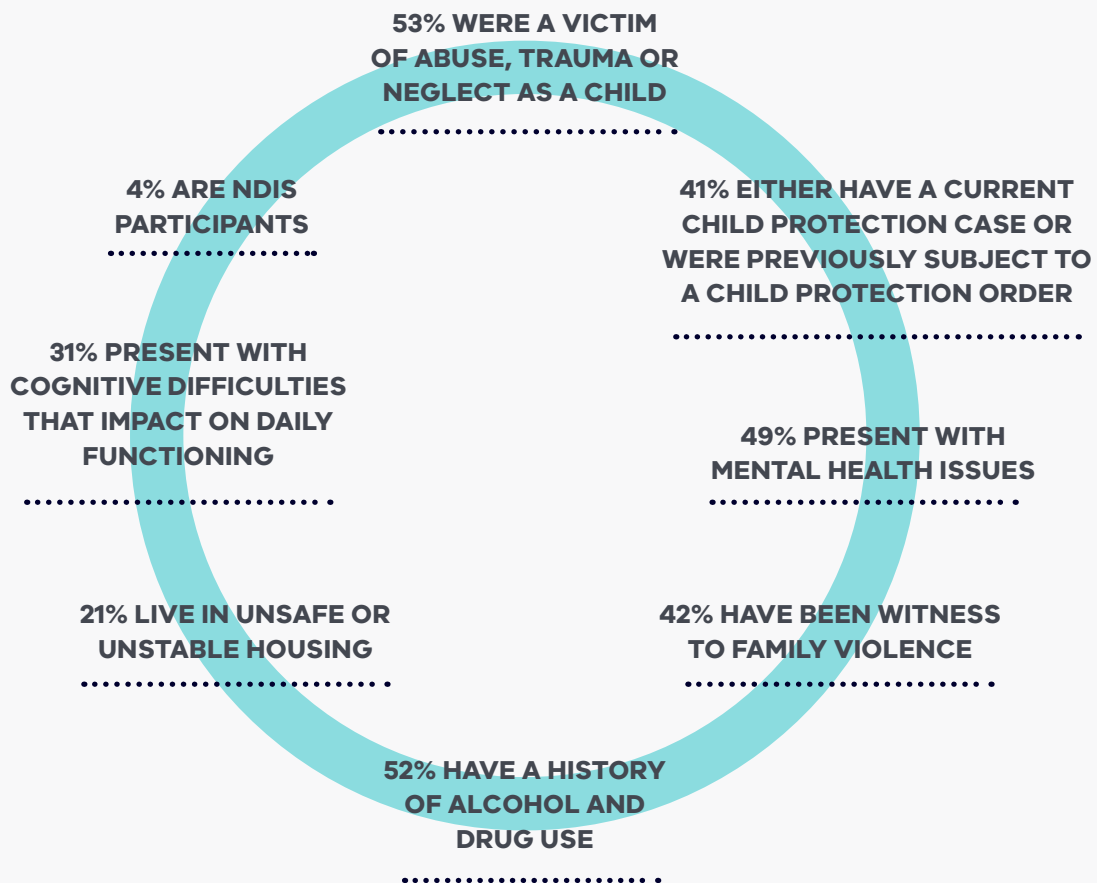 53% WERE A VICTIM
OF ABUSE, TRAUMA OR
NEGLECT AS A CHILD
4% ARE NDIS
PARTICIPANTS
41% EITHER HAVE A CURRENT
CHILD PROTECTION CASE OR
WERE PREVIOUSLY SUBJECT TO
A CHILD PROTECTION ORDER
31% PRESENT WITH
COGNITIVE DIFFICULTIES
THAT IMPACT ON DAILY
FUNCTIONING
49% PRESENT WITH
MENTAL HEALTH ISSUES
21% LIVE IN UNSAFE OR
UNSTABLE HOUSING
42% HAVE BEEN WITNESS
TO FAMILY VIOLENCE
52% HAVE A HISTORY
OF ALCOHOL AND
DRUG USE